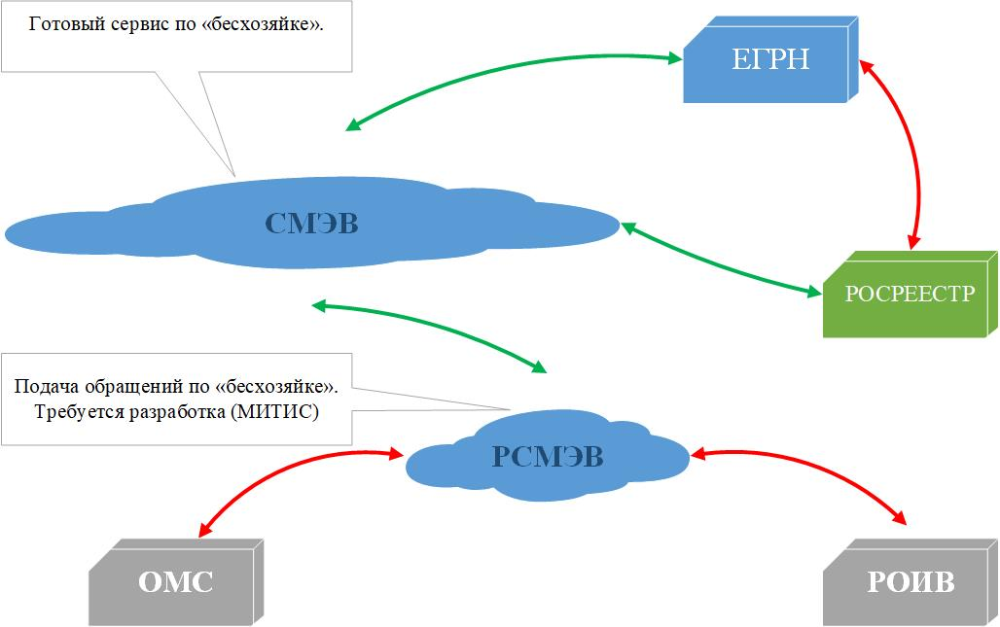 Готовый сервис по «бесхозяйке».
ЕГРН
СМЭВ
РОСРЕЕСТР
Подача обращений по «бесхозяйке».
Требуется разработка (МИТИС)
РСМЭВ
ОМС
РОИВ